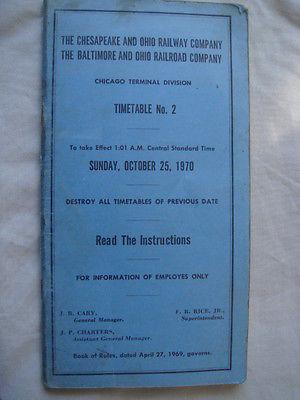 THE CHESAPEAKE AND OHIO RAILWAY COMPANY
THE BALTIMORE AND OHIO RAILROAD COMPANY
CHICAGO TERMINAL DIVISION
TIMETABLE No. 2
To take Effect 1:01 A.M. Central Standard Time
SUNDAY, OCTOBER 25, 1970
DESTROY ALL TIMETABLES OF PREVIOUS DATE
Read The Instructions
FOR INFORMATION OF EMPLOYES ONLY
J. B. CARY,
General Manager.
F. R. RICE, JR.,
Superintendent.
J. P. CHARTERS,
Assistant General Manager.
Book of Rules, dated April 27, 1969, governs.